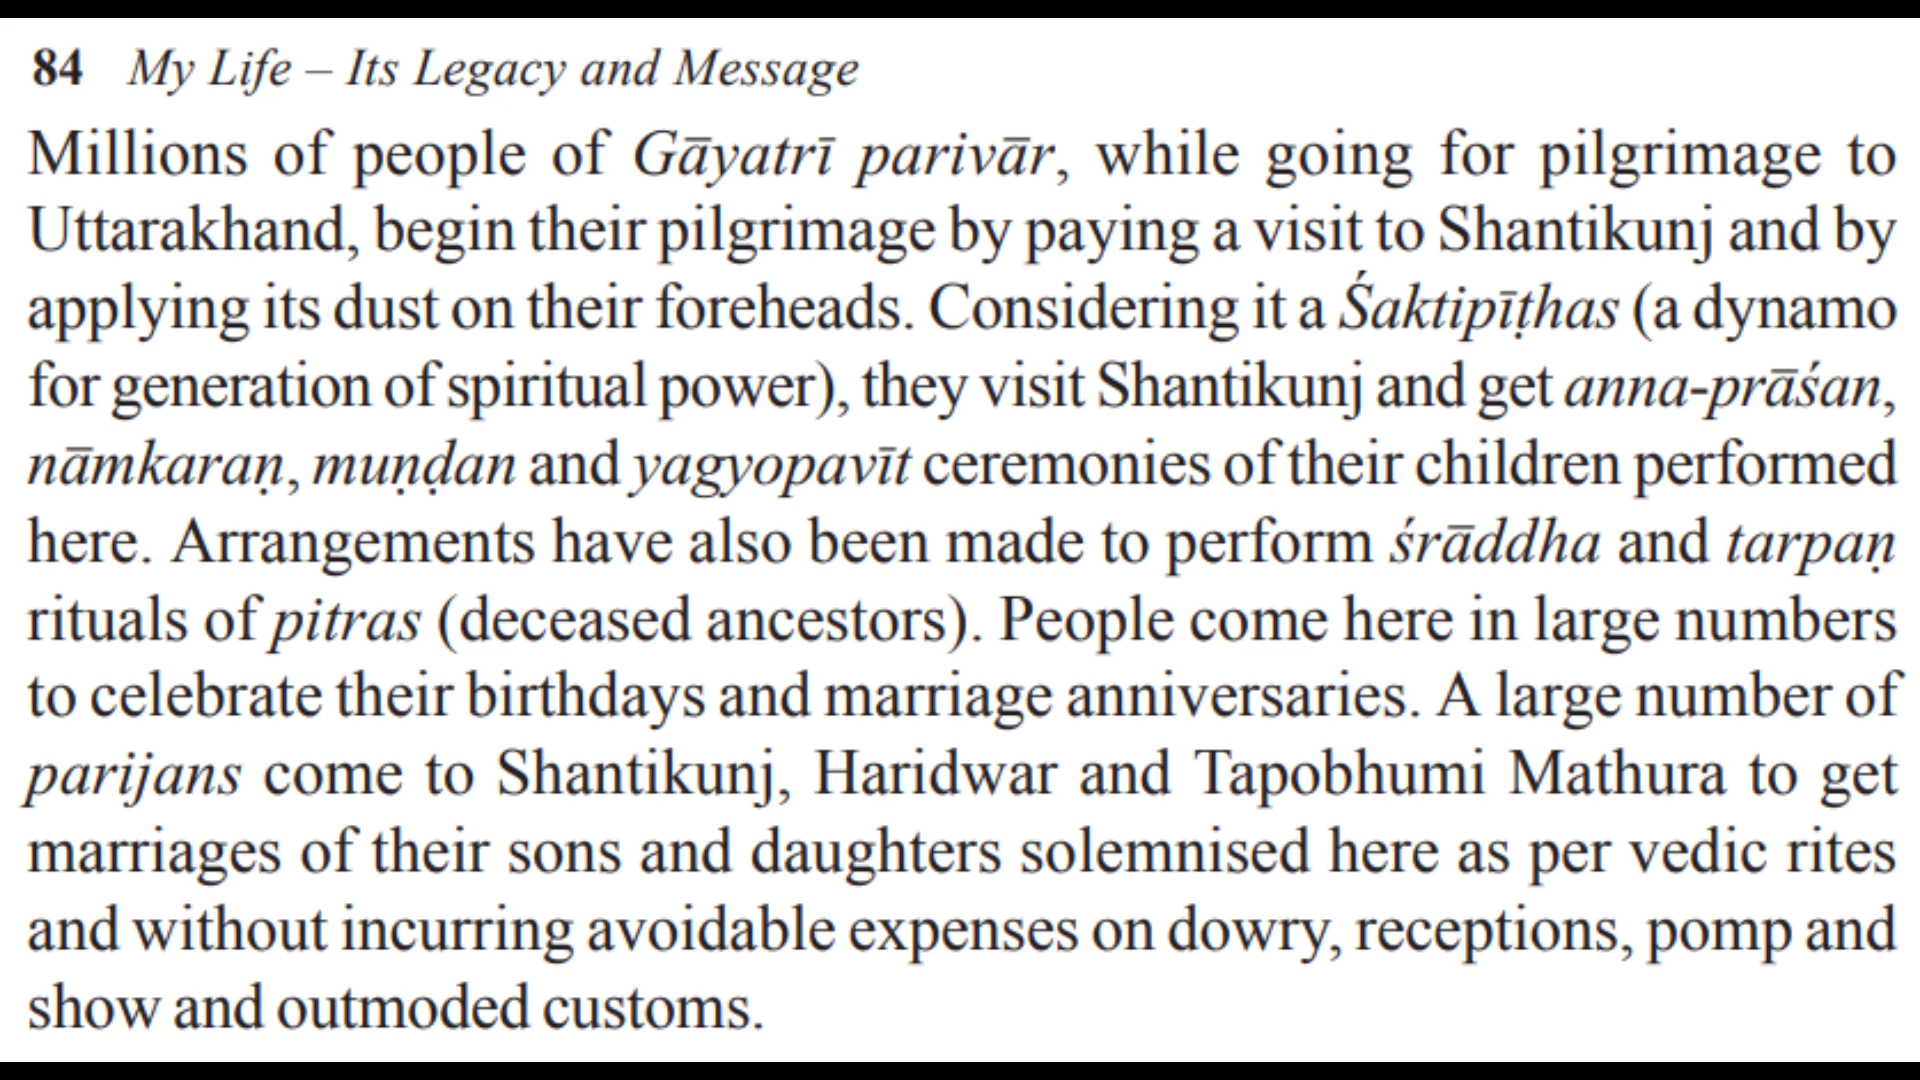 84 My Life – Its Legacy and Message
Millions of people of Gāyatrī parivār, while going for pilgrimage to
Uttarakhand, begin their pilgrimage by paying a visit to Shantikunj and by
applying its dust on their foreheads. Considering it a Śaktipīṭhas (a dynamo
for generation of spiritual power), they visit Shantikunj and get anna-prāśan,
nāmkaraṇ, muṇḍan and yagyopavīt ceremonies of their children performed
here. Arrangements have also been made to perform śrāddha and tarpaṇ
rituals of pitras (deceased ancestors). People come here in large numbers
to celebrate their birthdays and marriage anniversaries. A large number of
parijans come to Shantikunj, Haridwar and Tapobhumi Mathura to get
marriages of their sons and daughters solemnised here as per vedic rites
and without incurring avoidable expenses on dowry, receptions, pomp and
show and outmoded customs.